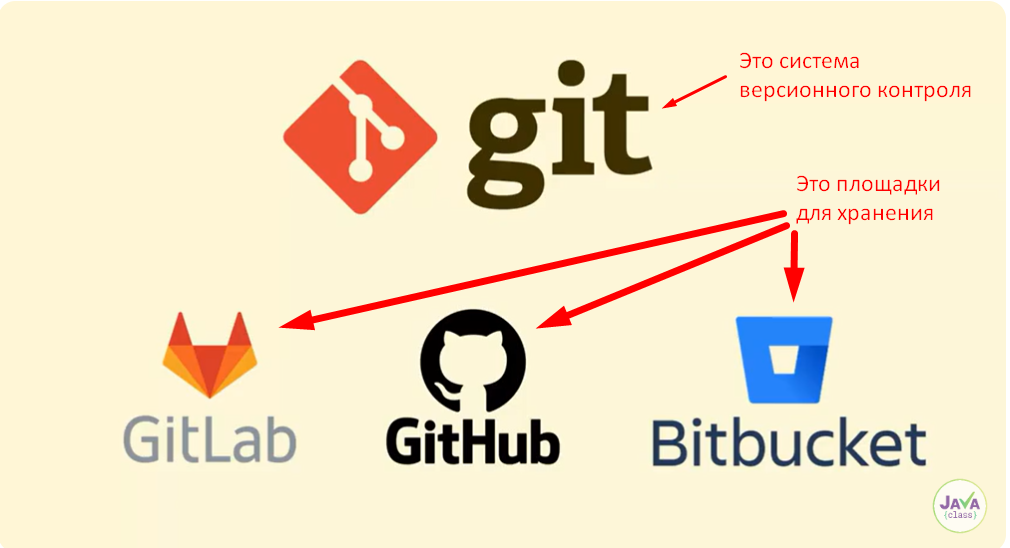 git
Это система
версионного контроля
Это площадки
для хранения
GitLab
GitHub
Bitbucket
JAVA
{class}